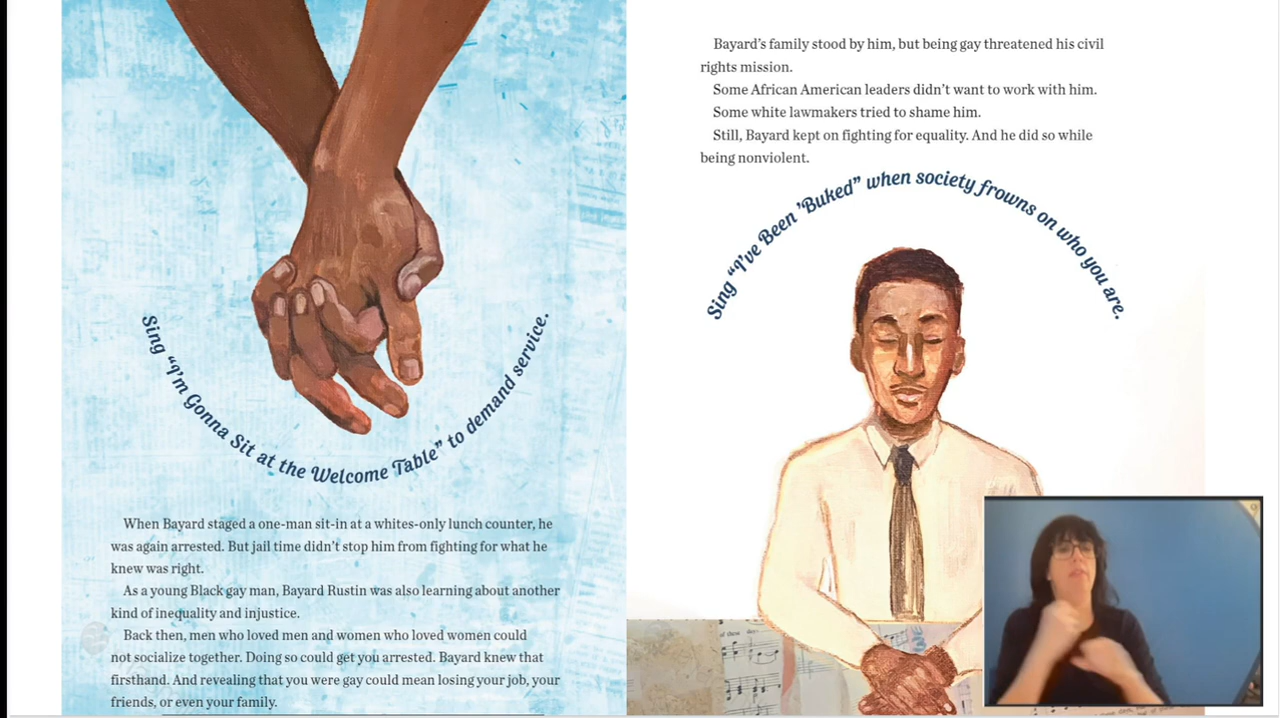 Sing “I’m Gonna Sit at the Welcome Table” to demand service.
When Bayard staged a one-man sit-in at a whites-only lunch counter, he
was again arrested. But jail time didn’t stop him from fighting for what he
knew was right.
As a young Black gay man, Bayard Rustin was also learning about another
kind of inequality and injustice.
Back then, men who loved men and women who loved women could
not socialize together. Doing so could get you arrested. Bayard knew that
firsthand. And revealing that you were gay could mean losing your job, your
friends, or even your family.
Bayard’s family stood by him, but being gay threatened his civil
rights mission.
Some African American leaders didn’t want to work with him.
Some white lawmakers tried to shame him.
Still, Bayard kept on fighting for equality. And he did so while
being nonviolent.
Sing “I’ve Been ’Buked” when society frowns on who you are.